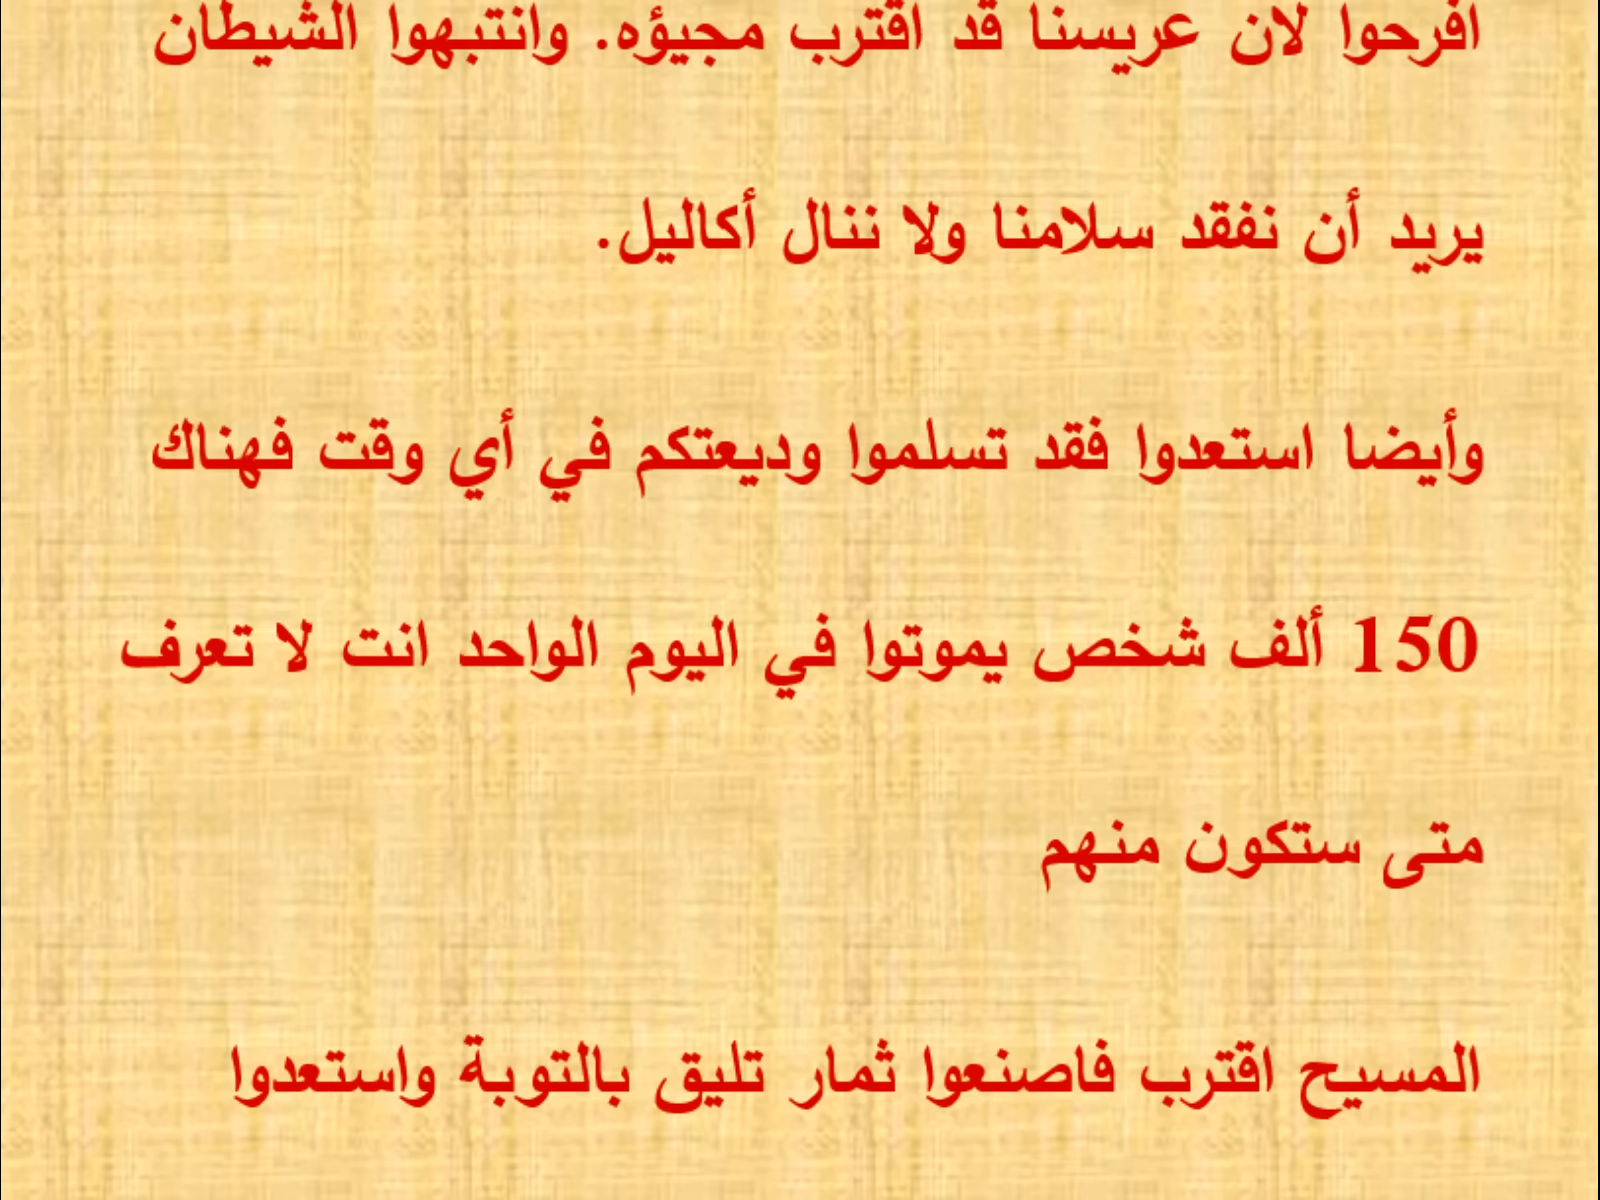 افرحوا لان عريسنا قد اقترب مجيؤه. وانتبهوا الشيطان
يريد أن نفقد سلامنا ولا ننال أكاليل.
وأيضا استعدوا فقد تسلموا وديعتكم في أي وقت فهناك
150 ألف شخص يموتوا في اليوم الواحد انت لا تعرف
متى ستكون منهم
المسيح اقترب فاصنعوا ثمار تليق بالتوبة واستعدوا